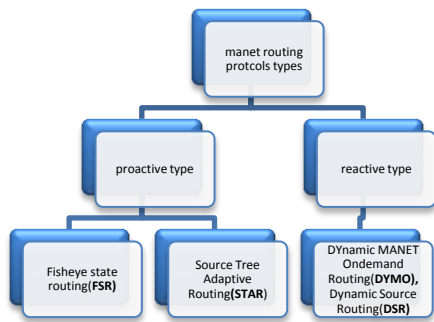 manet routing
protcols types
proactive type
reactive type
Fisheye state
routing(FSR)
Source Tree
Adaptive
Routing(STAR)
DYnamic MANET
Ondemand
Routing(DYMO),
Dynamic Source
Routing(DSR)